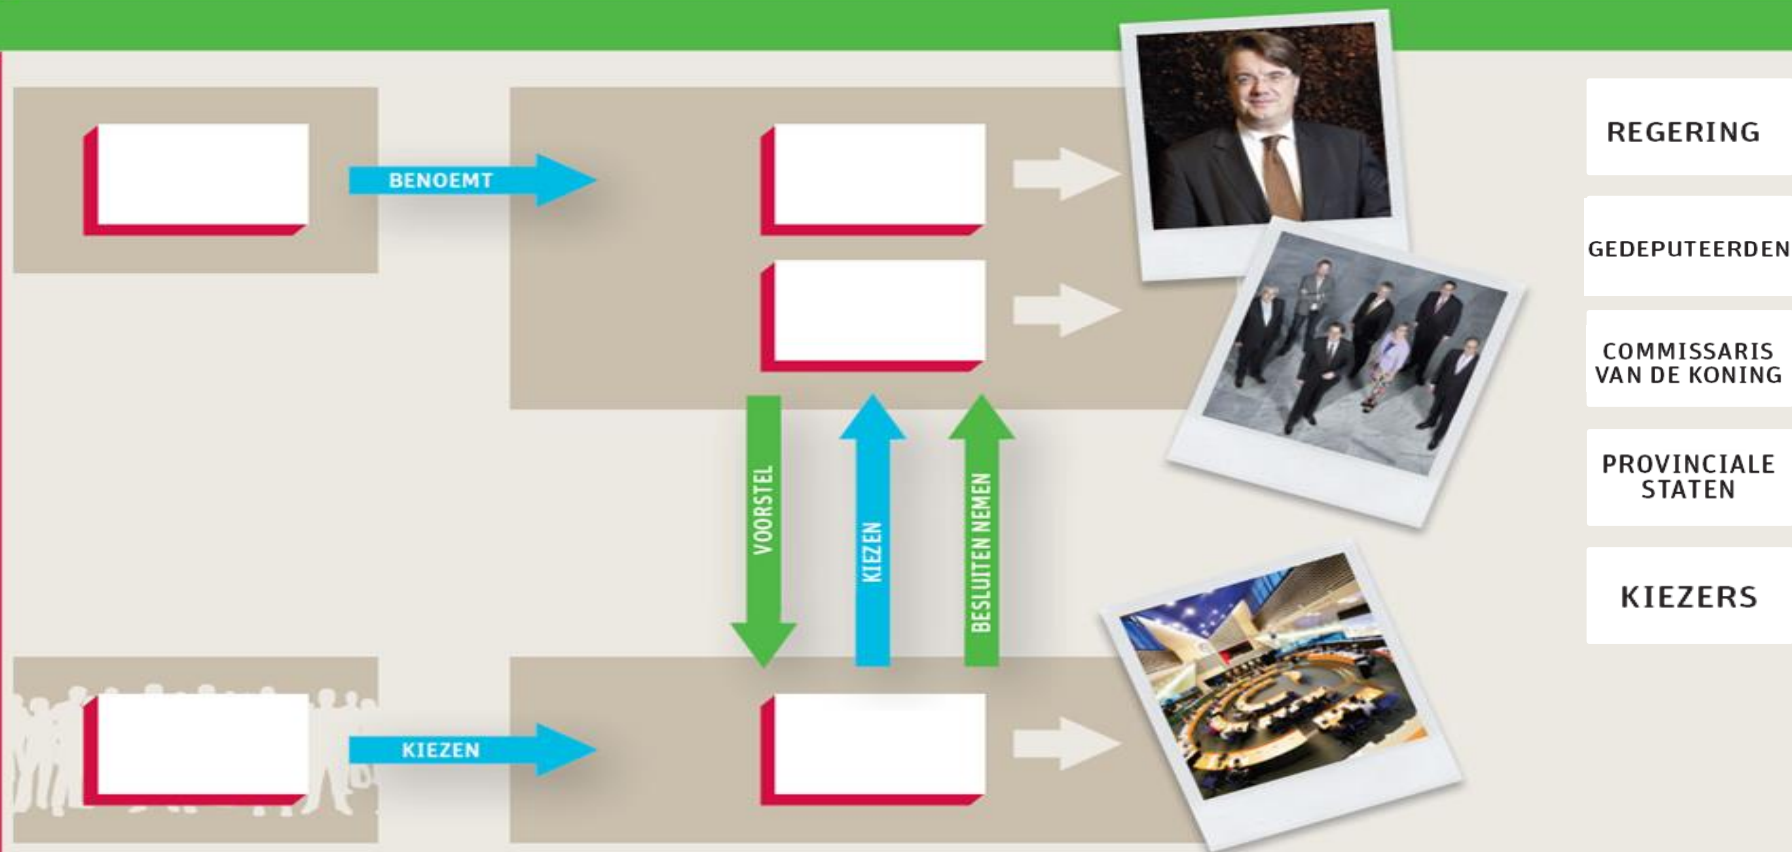 BENOEMT
VOORSTEL
KIEZEN
BESLUITEN NEMEN
KIEZEN
REGERING
GEDEPUTEERDEN
COMMISSARIS
VAN DE KONING
PROVINCIALE
STATEN
KIEZERS